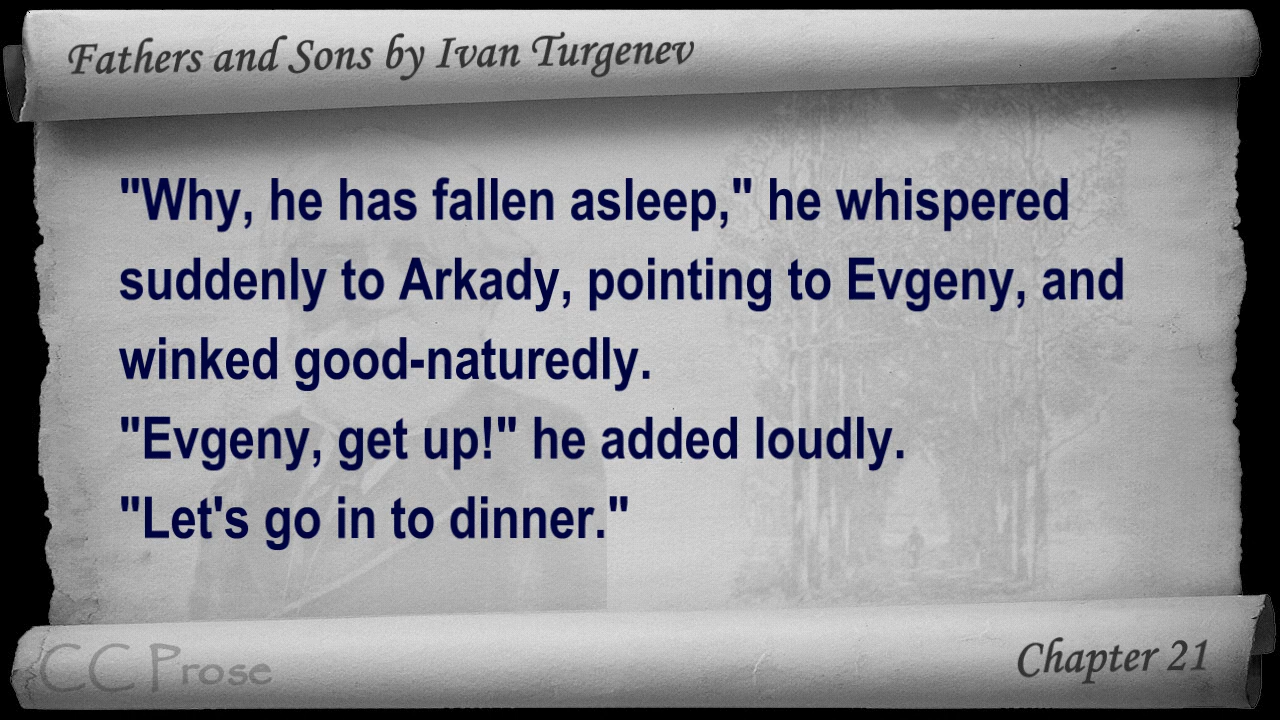 Fathers and Sons by Ivan Turgenev
"Why, he has fallen asleep," he whispered
suddenly to Arkady, pointing to Evgeny, and
winked good-naturedly.
"Evgeny, get up!" he added loudly.
"Let's go in to dinner."
CC Prose
Chapter 21